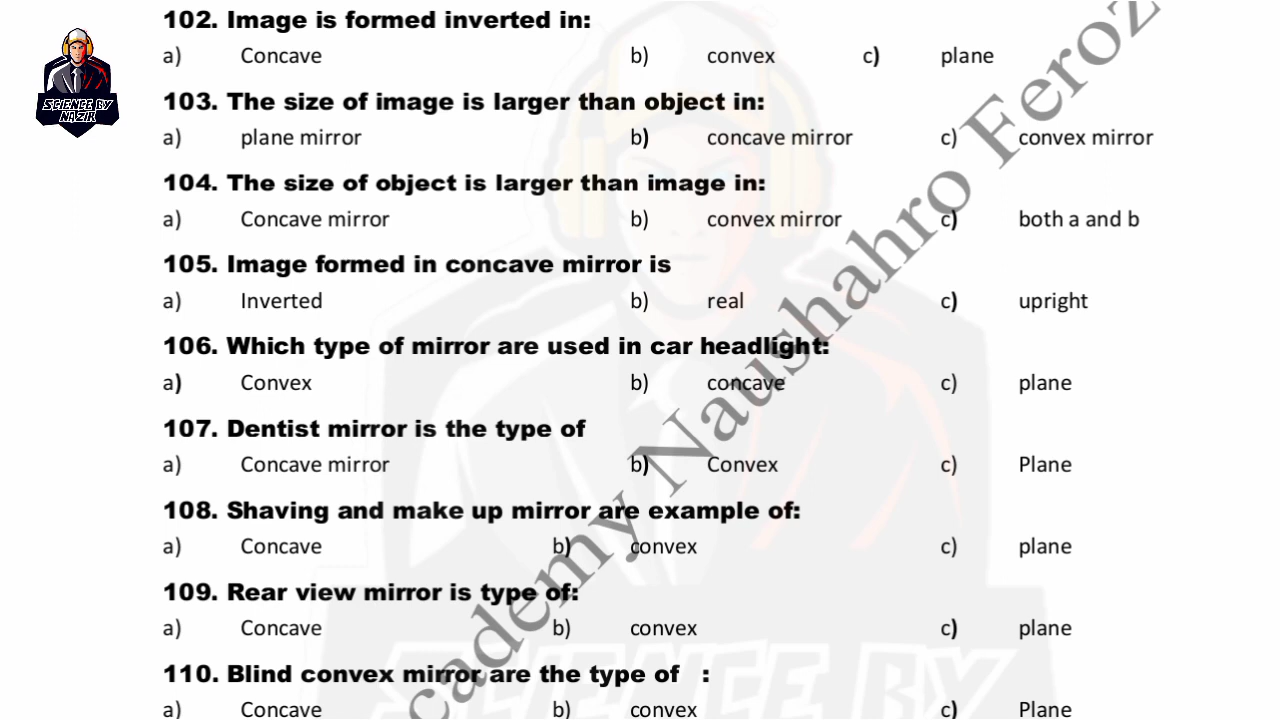 102. Image is formed inverted in:
a) Concave b) convex c) plane
103. The size of image is larger than object in:
a) plane mirror b) concave mirror c) convex mirror
104. The size of object is larger than image in:
a) Concave mirror b) convex mirror c) both a and b
105. Image formed in concave mirror is
a) Inverted b) real c) upright
106. Which type of mirror are used in car headlight:
a) Convex b) concave c) plane
107. Dentist mirror is the type of
a) Concave mirror b) Convex c) Plane
108. Shaving and make up mirror are example of:
a) Concave b) convex c) plane
109. Rear view mirror is type of:
a) Concave b) convex c) plane
110. Blind convex mirror are the type of :
a) Concave b) convex c) Plane
SCIENCE BY
NAZIR
cademy Naushahro Feroz
SCIENCE BY